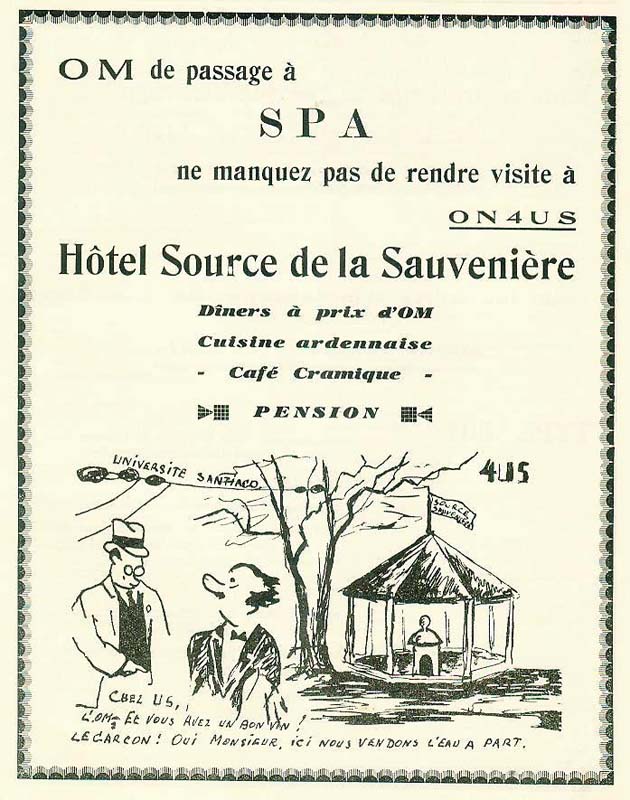 OM de passage à
SPA
ne manquez pas de rendre visite à
ON4US
Hôtel Source de la Sauvenière
Dîners à prix d'OM
Cuisine ardennaise
- Café Cramique -
PENSION
UNIVERSITE SANTIAGO
4US
SOURCE
SAUVENIÈRE
CHEZ US,
L'OM: ET VOUS AVEZ UN BON VIN!
LE GARCON! OUI MONSIEUR, ICI NOUS VENDONS L'EAU A PART.